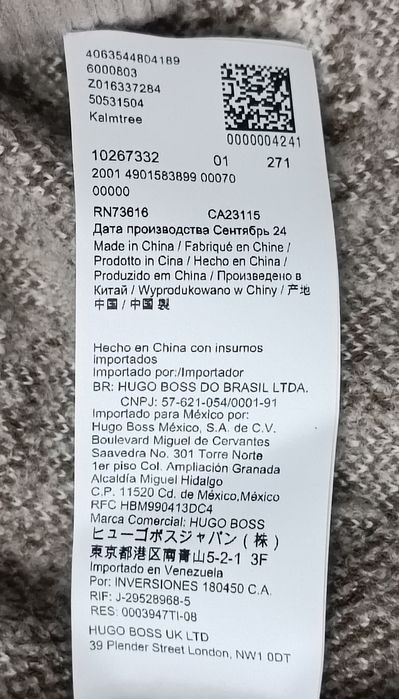 4063544804189
6000803
Z016337284
50531504
Kalmtree
0000004241
10267332 01 271
2001 4901583899 00070
00000
RN73616 CA23115
Дата производства Сентябрь 24
Made in China / Fabriqué en Chine /
Prodotto in Cina / Hecho en China /
Produzido em China / Произведено в
Китай / Wyprodukowano w Chiny / 产地
中国 / 中国 製
Hecho en China con insumos
importados
Importado por:/Importador
BR: HUGO BOSS DO BRASIL LTDA.
CNPJ: 57-621-054/0001-91
Importado para México por:
Hugo Boss México, S.A. de C.V.
Boulevard Miguel de Cervantes
Saavedra No. 301 Torre Norte
1er piso Col. Ampliación Granada
Alcaldía Miguel Hidalgo
C.P. 11520 Cd. de México,México
RFC HBM990413DC4
Marca Comercial: HUGO BOSS
ヒューゴボスジャパン（株）
東京都港区南青山5-2-1 3F
Importado en Venezuela
Por: INVERSIONES 180450 C.A.
RIF: J-29528968-5
RES: 0003947TI-08
HUGO BOSS UK LTD
39 Plender Street London, NW1 0DT